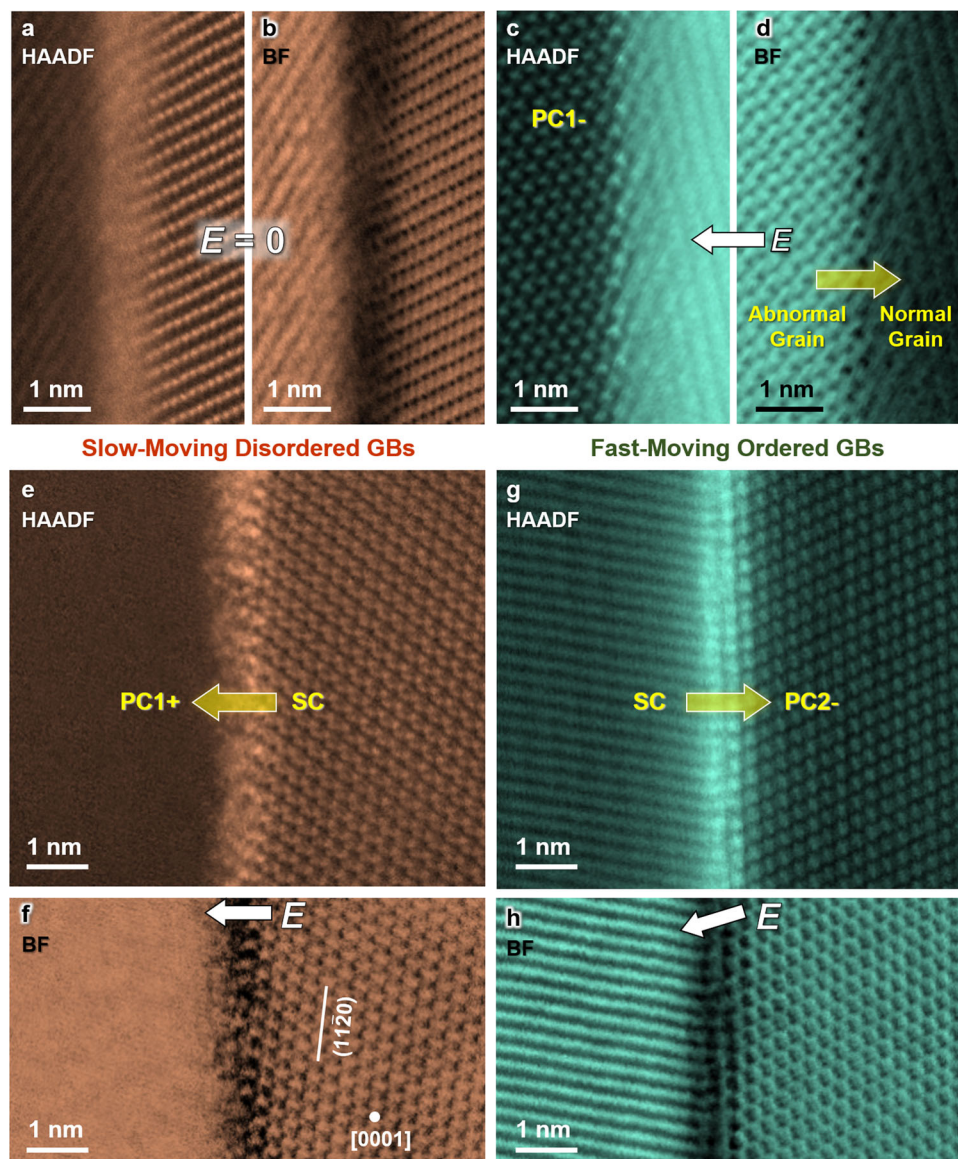 a
HAADF
b
BF
E = 0
1 nm
1 nm
c
HAADF
PC1-
d
BF
E
Abnormal
Grain
Normal
Grain
1 nm
1 nm
Slow-Moving Disordered GBs
Fast-Moving Ordered GBs
e
HAADF
PC1+
SC
1 nm
g
HAADF
SC
PC2-
1 nm
f
BF
E
(112̄0)
[0001]
1 nm
h
BF
E
1 nm